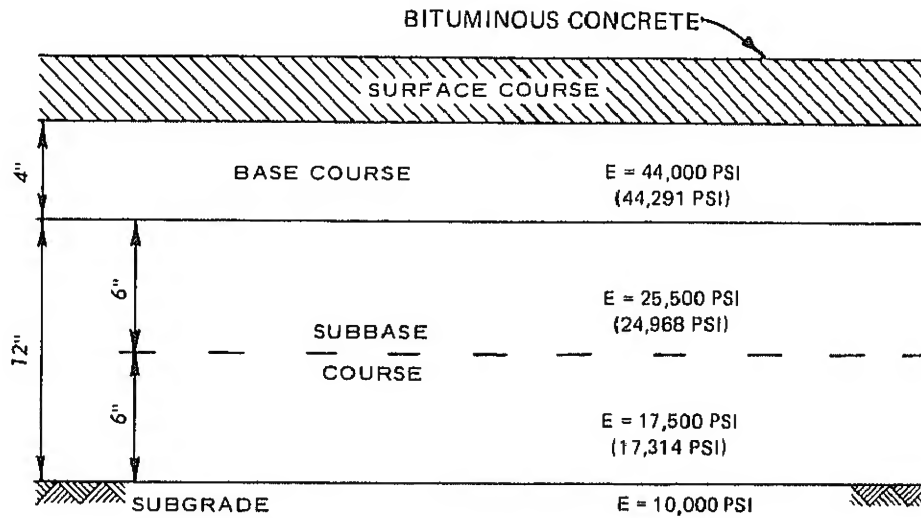 BITUMINOUS CONCRETE
SURFACE COURSE
4"
BASE COURSE
E = 44,000 PSI
(44,291 PSI)
12"
6"
E = 25,500 PSI
(24,968 PSI)
SUBBASE
COURSE
6"
E = 17,500 PSI
(17,314 PSI)
SUBGRADE
E = 10,000 PSI